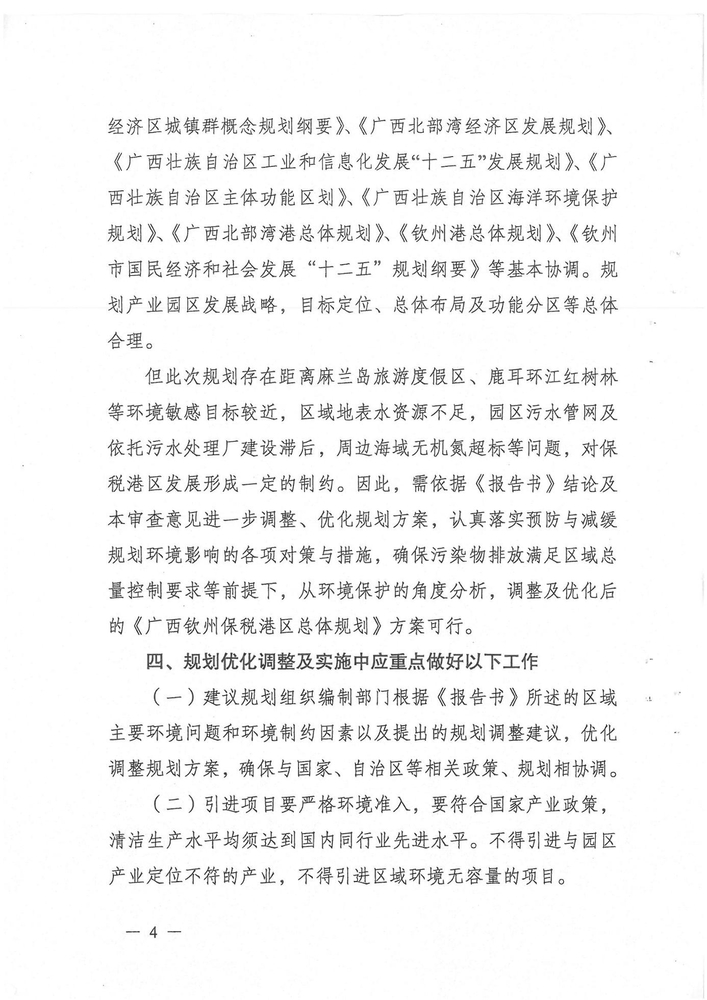 经济区城镇群概念规划纲要》、《广西北部湾经济区发展规划》、
《广西壮族自治区工业和信息化发展“十二五”发展规划》、《广
西壮族自治区主体功能区划》、《广西壮族自治区海洋环境保护
规划》、《广西北部湾港总体规划》、《钦州港总体规划》、《钦州
市国民经济和社会发展“十二五”规划纲要》等基本协调。规
划产业园区发展战略，目标定位、总体布局及功能分区等总体
合理。
但此次规划存在距离麻兰岛旅游度假区、鹿耳环江红树林
等环境敏感目标较近，区域地表水资源不足，园区污水管网及
依托污水处理厂建设滞后，周边海域无机氮超标等问题，对保
税港区发展形成一定的制约。因此，需依据《报告书》结论及
本审查意见进一步调整、优化规划方案，认真落实预防与减缓
规划环境影响的各项对策与措施，确保污染物排放满足区域总
量控制要求等前提下，从环境保护的角度分析，调整及优化后
的《广西钦州保税港区总体规划》方案可行。
四、规划优化调整及实施中应重点做好以下工作
（一）建议规划组织编制部门根据《报告书》所述的区域
主要环境问题和环境制约因素以及提出的规划调整建议，优化
调整规划方案，确保与国家、自治区等相关政策、规划相协调。
（二）引进项目要严格环境准入，要符合国家产业政策，
清洁生产水平均须达到国内同行业先进水平。不得引进与园区
产业定位不符的产业，不得引进区域环境无容量的项目。
— 4 —